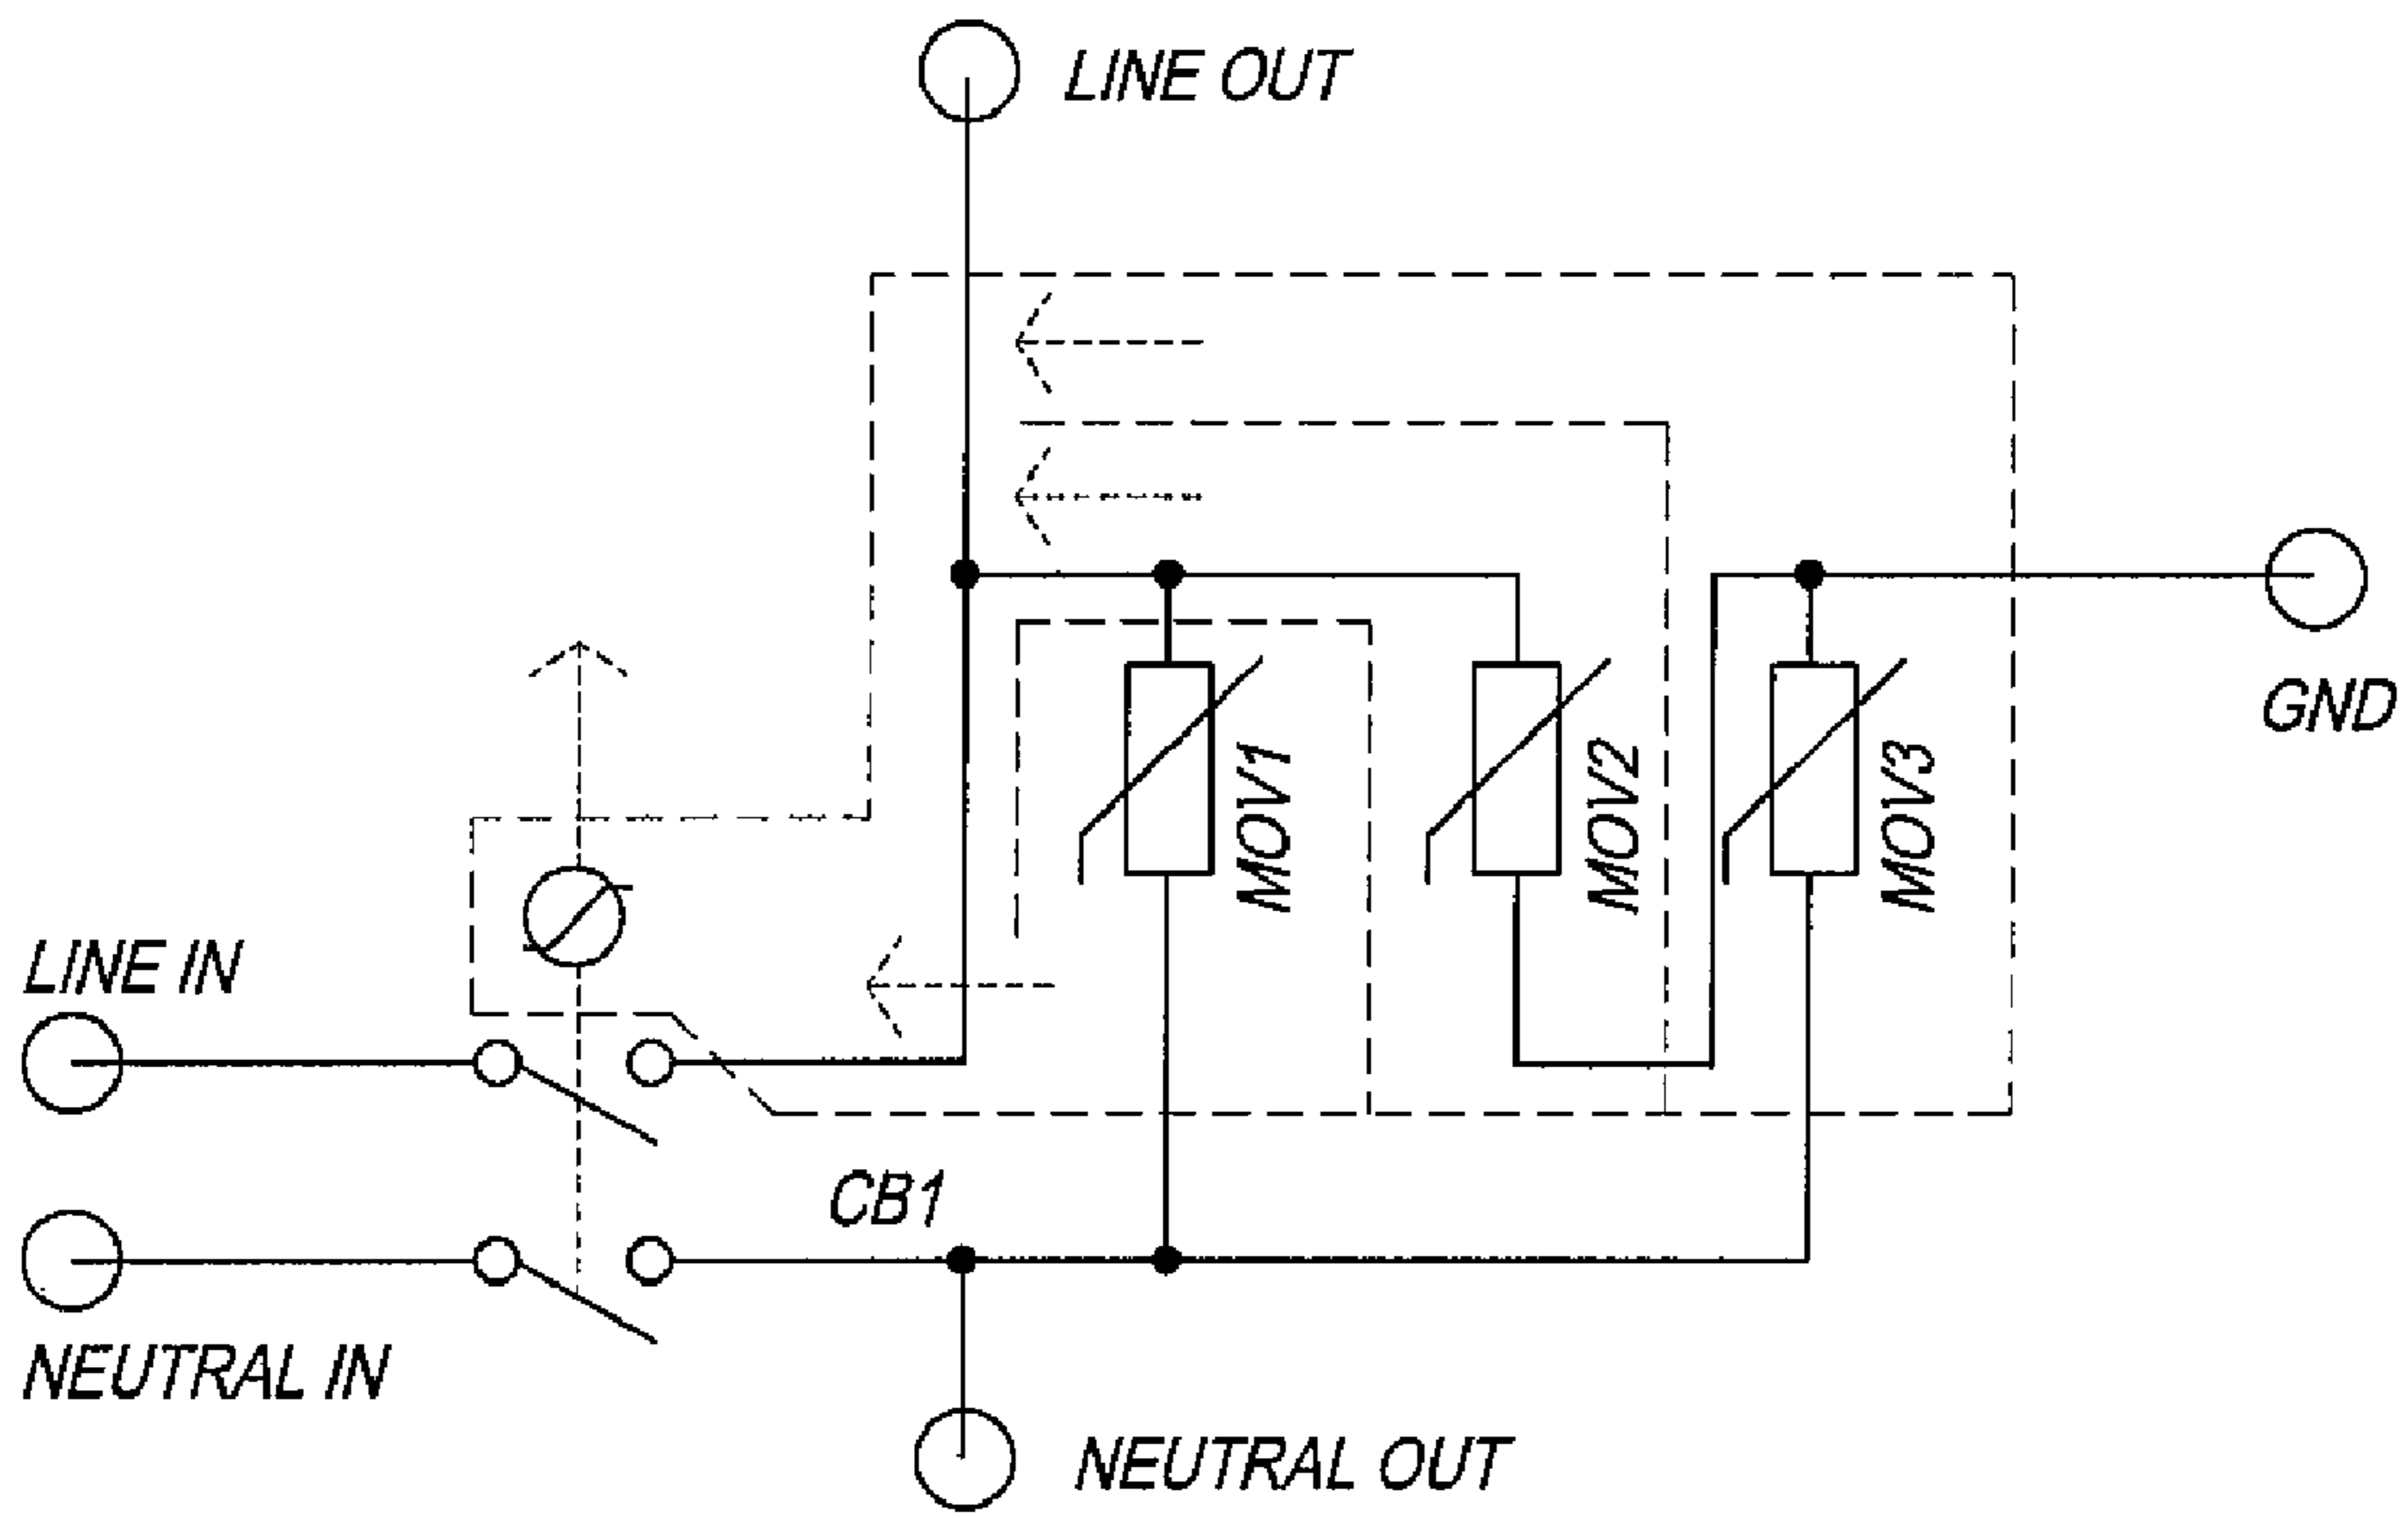 LINE OUT
GND
MOV1
MOV2
MOV3
LINE IN
CB1
NEUTRAL IN
NEUTRAL OUT